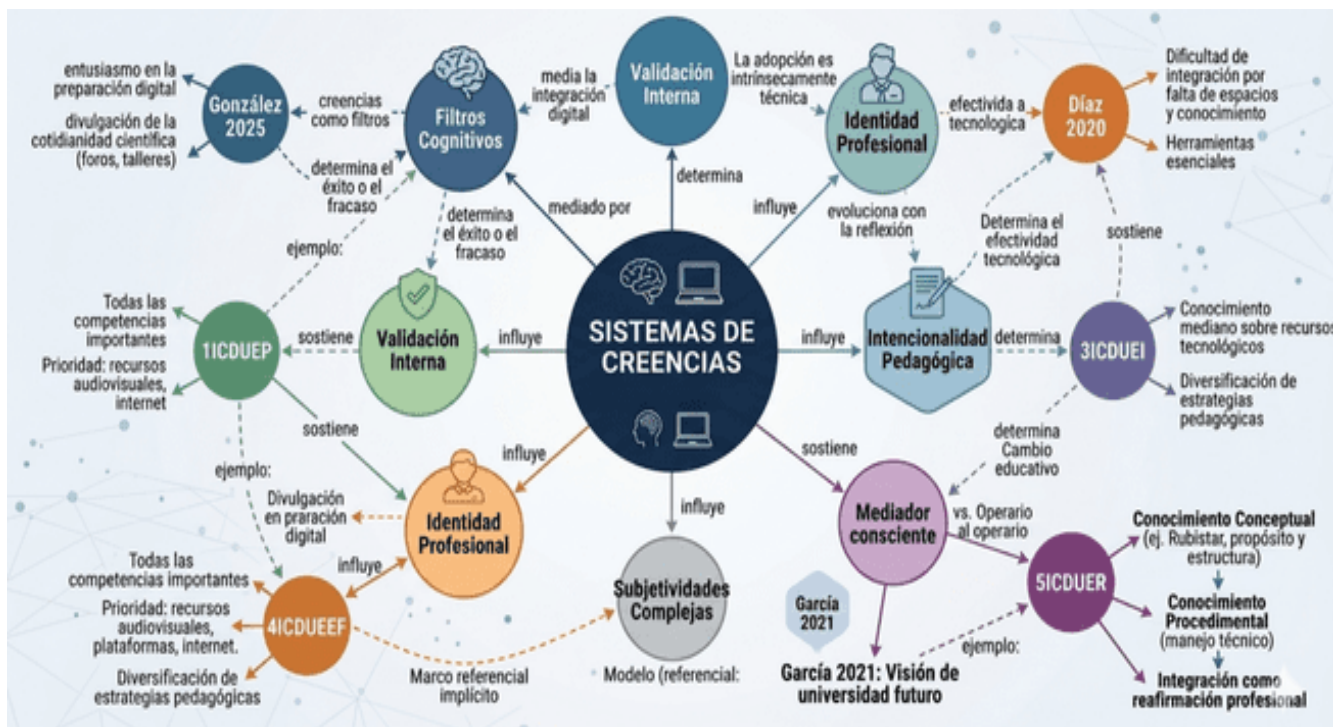 entusiasmo en la
preparación digital
divulgación de la
cotidianidad científica
(foros, talleres)
González
2025
creencias
como filtros
determina el
éxito o el
fracaso
Filtros
Cognitivos
media la
integración
digital
Validación
Interna
La adopción es
intrínsecamente
técnica
Identidad
Profesional
efectivida a
tecnologica
Díaz
2020
Dificultad de
integración por
falta de espacios
y conocimiento
Herramientas
esenciales
ejemplo:
determina
el éxito o el
fracaso
mediado por
determina
influye
evoluciona con
la reflexión
Determina el
efectividad
tecnológica
sostiene
Todas las
competencias
importantes
Prioridad: recursos
audiovisuales,
internet
1ICDUEP
sostiene
Validación
Interna
influye
SISTEMAS DE
CREENCIAS
influye
Intencionalidad
Pedagógica
determina
3ICDUEI
Conocimiento
mediano sobre recursos
tecnológicos
Diversificación de
estrategias
pedagógicas
sostiene
ejemplo:
influye
sostiene
determina
Cambio
educativo
Divulgación
en praración
digital
Identidad
Profesional
influye
influye
Mediador
consciente
vs. Operario
al operario
Conocimiento Conceptual
(ej. Rubistar, propósito y
estructura)
Todas las
competencias importantes
Prioridad: recursos
audiovisuales,
plataformas, internet.
Diversificación de
estrategias pedagógicas
4ICDUEEF
Marco referencial
implícito
Subjetividades
Complejas
Modelo (referencial:
García
2021
García 2021: Visión de
universidad futuro
ejemplo:
5ICDUER
Conocimiento
Procedimental
(manejo técnico)
Integración como
reafirmación profesional